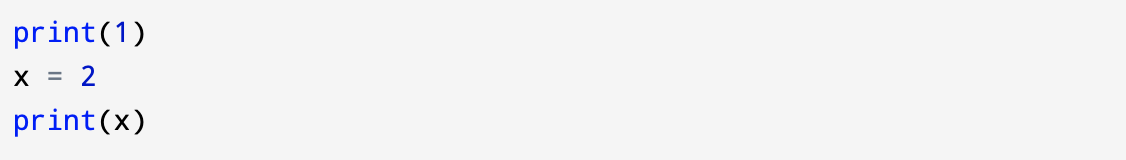 print(1)
x = 2
print(x)